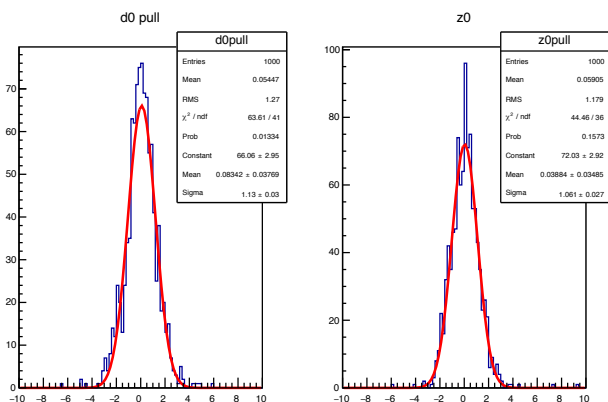 d0 pull
d0pull
Entries 1000
Mean 0.05447
RMS 1.27
χ² / ndf 63.61 / 41
Prob 0.01334
Constant 66.06 ± 2.95
Mean 0.08342 ± 0.03769
Sigma 1.13 ± 0.03
70
60
50
40
30
20
10
0
−10 −8 −6 −4 −2 0 2 4 6 8 10
z0
z0pull
Entries 1000
Mean 0.05905
RMS 1.179
χ² / ndf 44.46 / 36
Prob 0.1573
Constant 72.03 ± 2.92
Mean 0.03884 ± 0.03485
Sigma 1.061 ± 0.027
100
80
60
40
20
0
−10 −8 −6 −4 −2 0 2 4 6 8 10